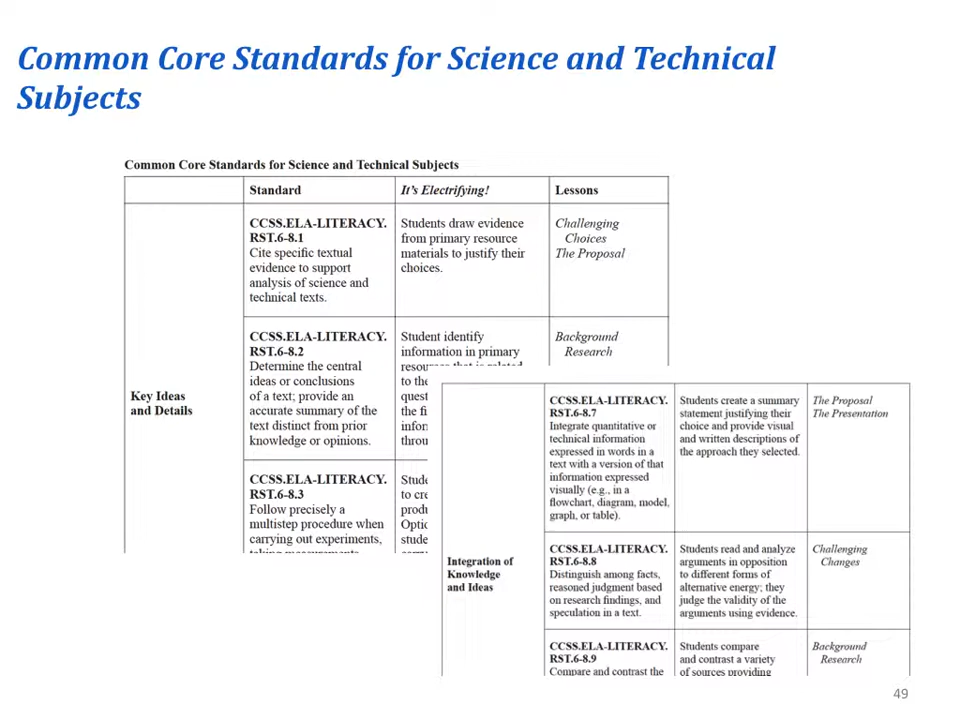 Common Core Standards for Science and Technical
Subjects
Common Core Standards for Science and Technical Subjects
Standard
It's Electrifying!
Lessons
Key Ideas
and Details
CCSS.ELA-LITERACY.
RST.6-8.1
Cite specific textual
evidence to support
analysis of science and
technical texts.
Students draw evidence
from primary resource
materials to justify their
choices.
Challenging
Choices
The Proposal
CCSS.ELA-LITERACY.
RST.6-8.2
Determine the central
ideas or conclusions
of a text; provide an
accurate summary of the
text distinct from prior
knowledge or opinions.
Student identify
information in primary
to the
the
Background
Research
CCSS.ELA-LITERACY.
RST.6-8.3
Follow precisely a
multistep procedure when
carrying out experiments,
taking measurements
to
Integration of
Knowledge
and Ideas
CCSS.ELA-LITERACY.
RST.6-8.7
Integrate quantitative or
technical information
expressed in words in a
text with a version of that
information expressed
visually (e.g., in a
flowchart, diagram, model,
graph, or table).
Students create a summary
statement justifying their
choice and provide visual
and written descriptions of
the approach they selected.
The Proposal
The Presentation
CCSS.ELA-LITERACY.
RST.6-8.8
Distinguish among facts,
reasoned judgment based
on research findings, and
speculation in a text.
Students read and analyze
arguments in opposition
to different forms of
alternative energy; they
judge the validity of the
arguments using evidence.
Challenging
Changes
CCSS.ELA-LITERACY.
RST.6-8.9
Compare and contrast the
Students compare
and contrast a variety
of sources providing
Background
Research
49